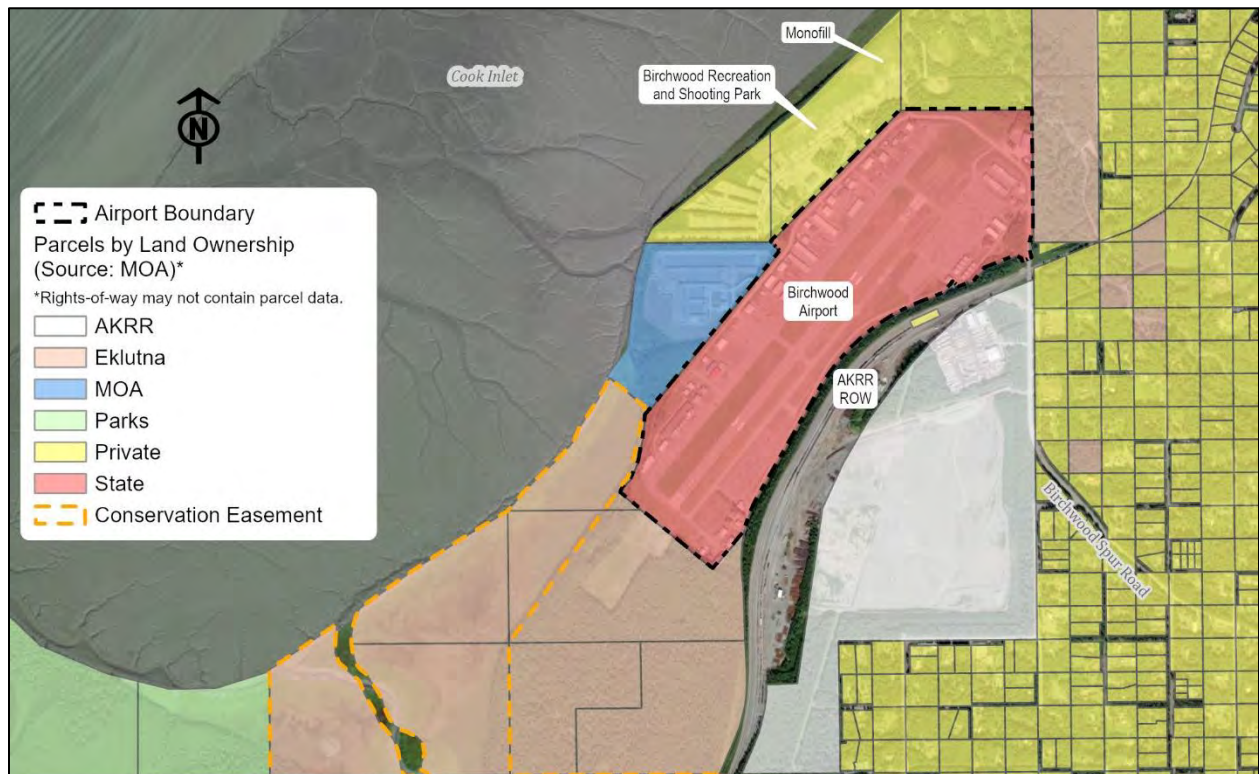 Monofill
Cook Inlet
Birchwood Recreation
and Shooting Park
N
Airport Boundary
Parcels by Land Ownership
(Source: MOA)*
*Rights-of-way may not contain parcel data.
AKRR
Eklutna
MOA
Parks
Private
State
Conservation Easement
Birchwood
Airport
AKRR
ROW
Birchwood Spur Road